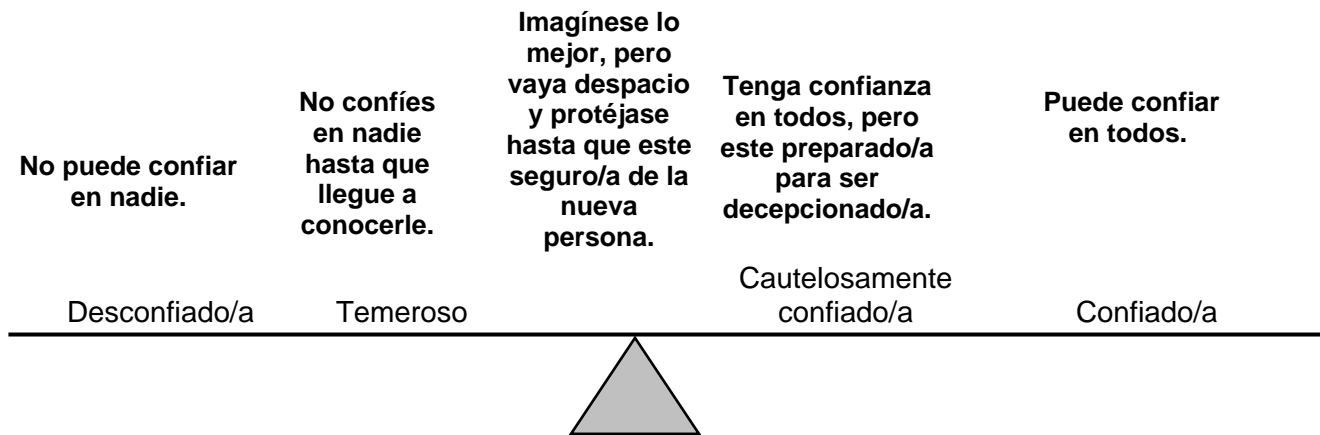 No puede confiar
en nadie.
No confíes
en nadie
hasta que
llegue a
conocerle.
Imagínese lo
mejor, pero
vaya despacio
y protéjase
hasta que este
seguro/a de la
nueva
persona.
Tenga confianza
en todos, pero
este preparado/a
para ser
decepcionado/a.
Puede confiar
en todos.
Desconfiado/a
Temeroso
Cautelosamente
confiado/a
Confiado/a